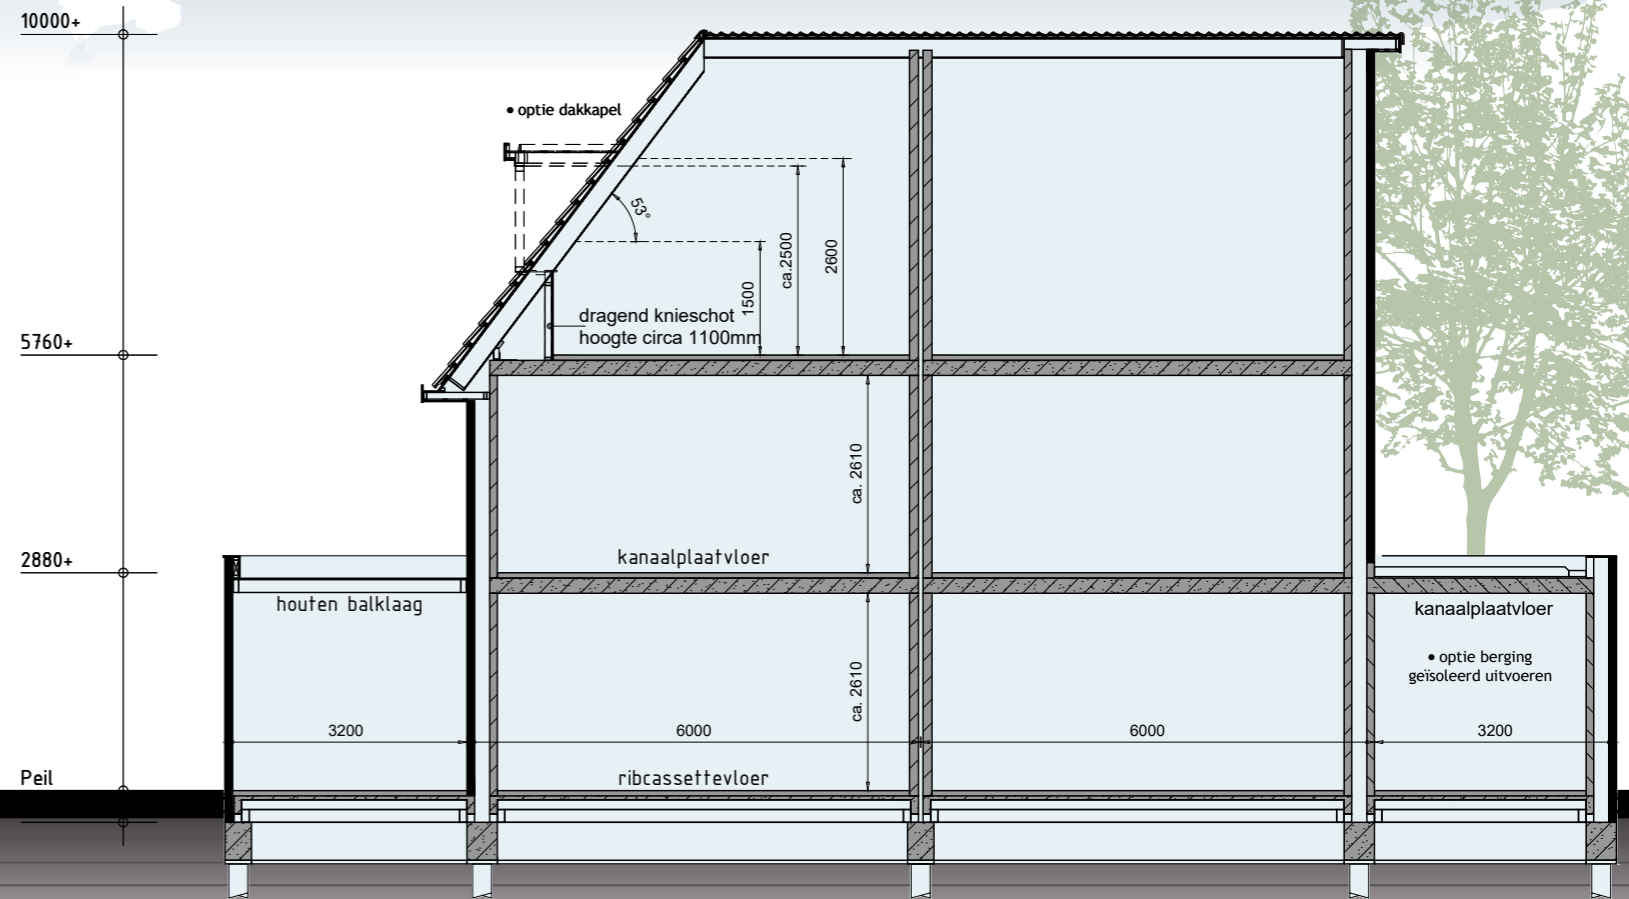 10000+
• optie dakkapel
53°
1500
ca.2500
2600
dragend knieschot
hoogte circa 1100mm
5760+
ca. 2610
kanaalplaatvloer
2880+
houten balklaag
kanaalplaatvloer
• optie berging
geïsoleerd uitvoeren
ca. 2610
3200
6000
6000
3200
Peil
ribcassettevloer